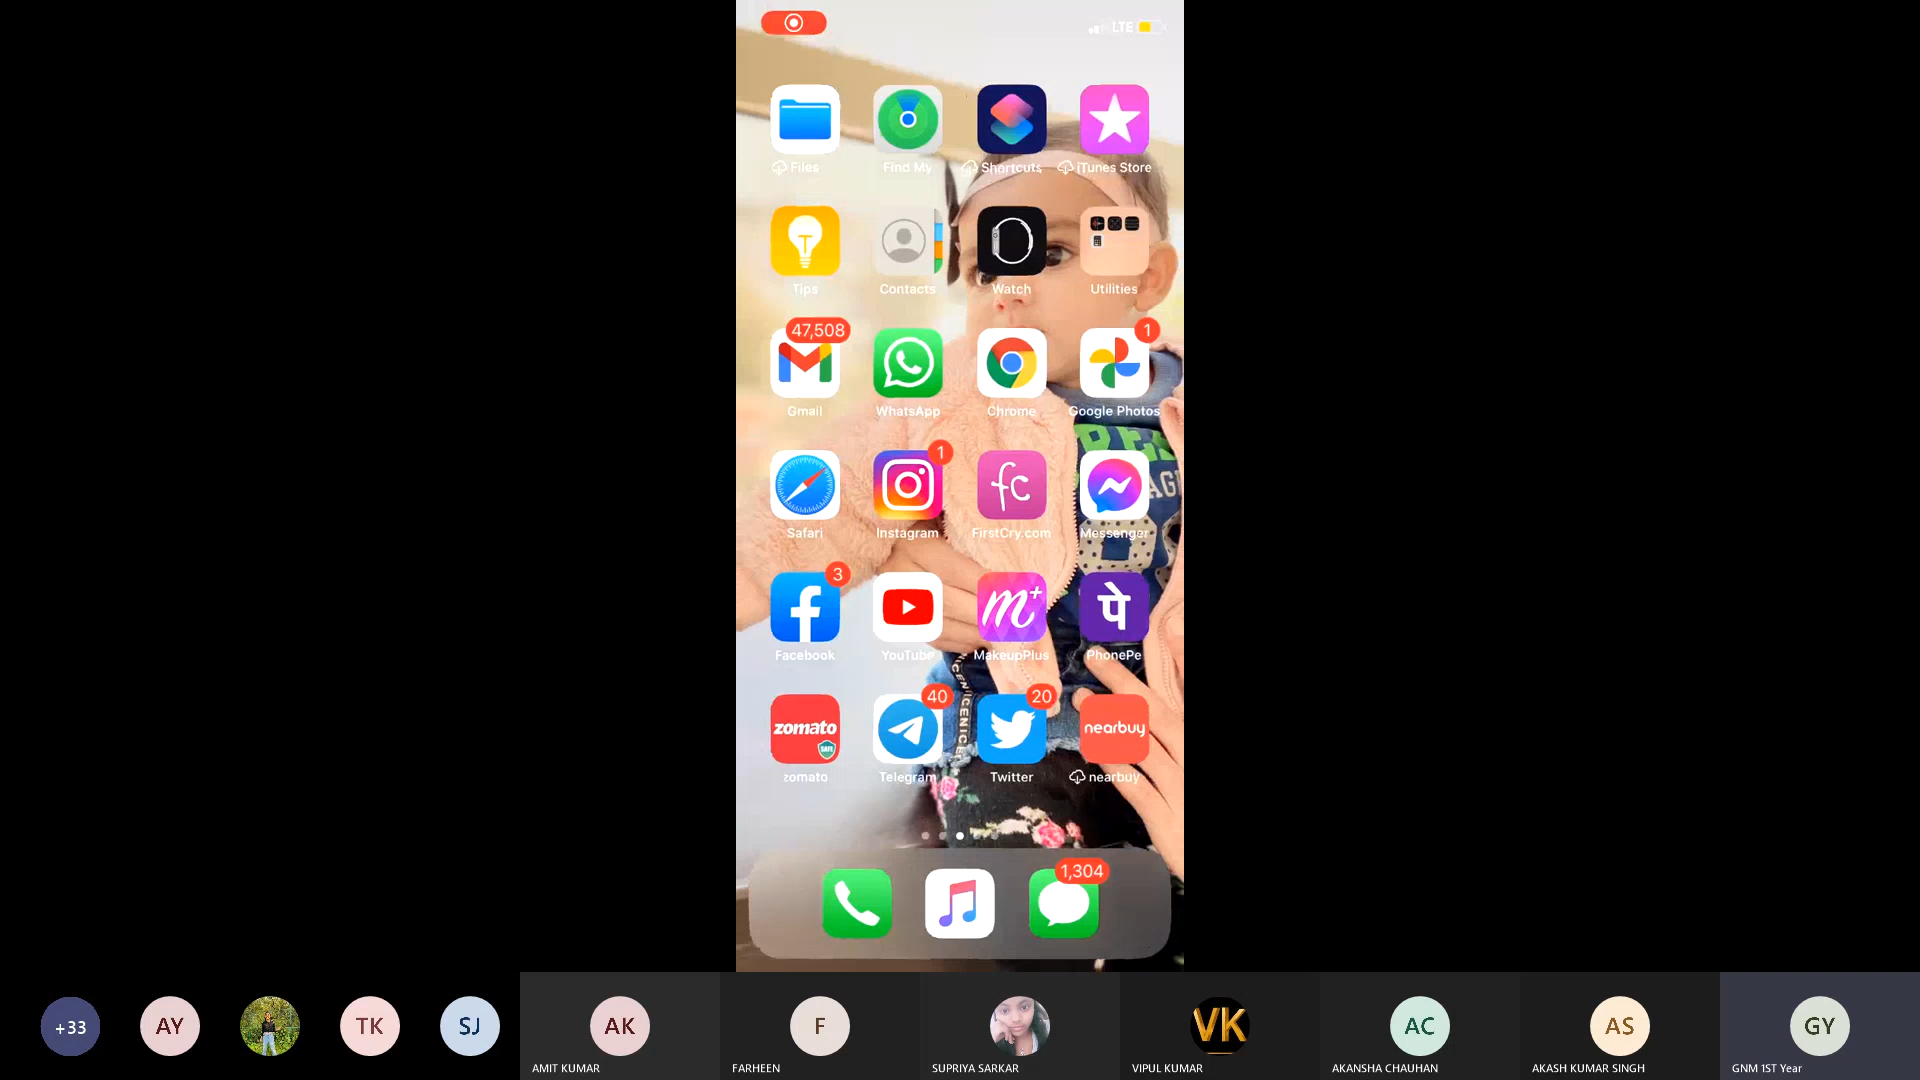 LTE
Files
Find My
Shortcuts
iTunes Store
Tips
Contacts
Watch
Utilities
47,508
1
Gmail
WhatsApp
Chrome
Google Photos
1
fc
Safari
Instagram
FirstCry.com
Messenger
3
m+
पे
Facebook
YouTube
MakeupPlus
PhonePe
40
20
zomato
SAFE
nearbuy
zomato
Telegram
Twitter
nearbuy
1,304
+33
AY
TK
SJ
AK
F
VK
AC
AS
GY
AMIT KUMAR
FARHEEN
SUPRIYA SARKAR
VIPUL KUMAR
AKANSHA CHAUHAN
AKASH KUMAR SINGH
GNM 1ST Year